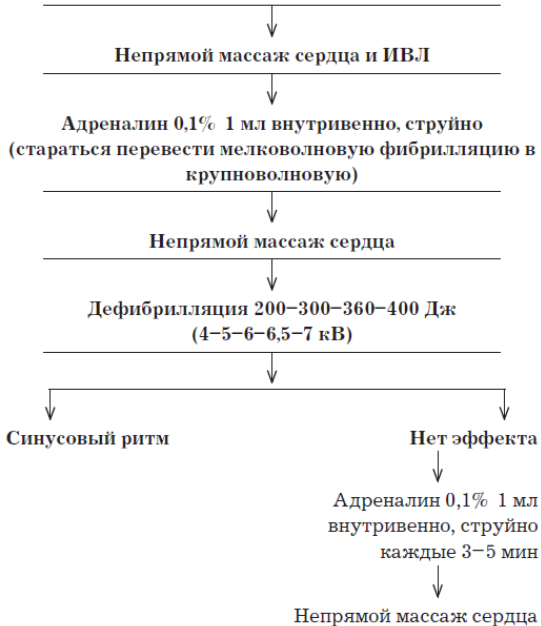 Непрямой массаж сердца и ИВЛ
Адреналин 0,1% 1 мл внутривенно, струйно
(стараться перевести мелковолновую фибрилляцию в
крупноволновую)
Непрямой массаж сердца
Дефибрилляция 200−300−360−400 Дж
(4−5−6−6,5−7 кВ)
Синусовый ритм
Нет эффекта
Адреналин 0,1% 1 мл
внутривенно, струйно
каждые 3−5 мин
Непрямой массаж сердца